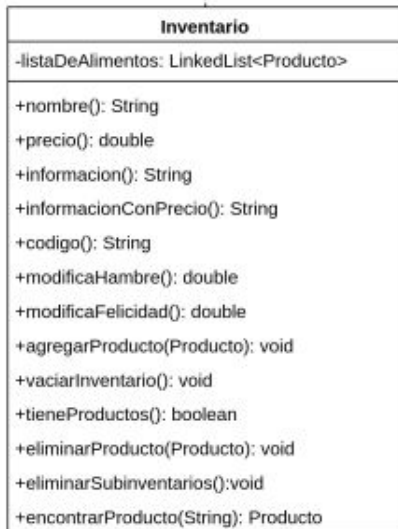 Inventario
-listaDeAlimentos: LinkedList<Producto>
+nombre(): String
+precio(): double
+informacion(): String
+informacionConPrecio(): String
+codigo(): String
+modificaHambre(): double
+modificaFelicidad(): double
+agregarProducto(Producto): void
+vaciarInventario(): void
+tieneProductos(): boolean
+eliminarProducto(Producto): void
+eliminarSubinventarios():void
+encontrarProducto(String): Producto